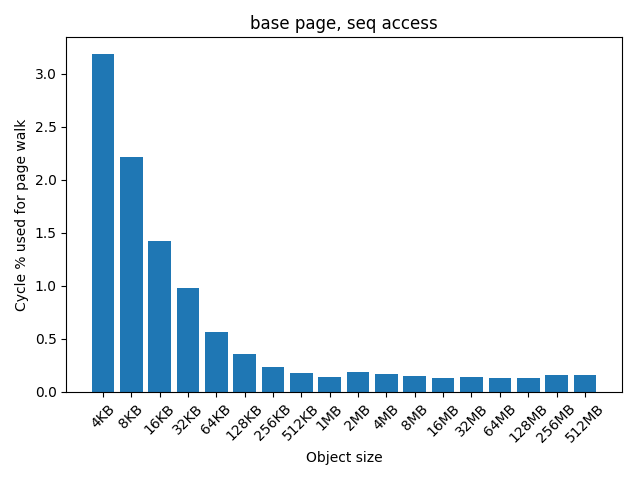 base page, seq access
Cycle % used for page walk
3.0
2.5
2.0
1.5
1.0
0.5
0.0
4KB 8KB 16KB 32KB 64KB 128KB 256KB 512KB 1MB 2MB 4MB 8MB 16MB 32MB 64MB 128MB 256MB 512MB
Object size